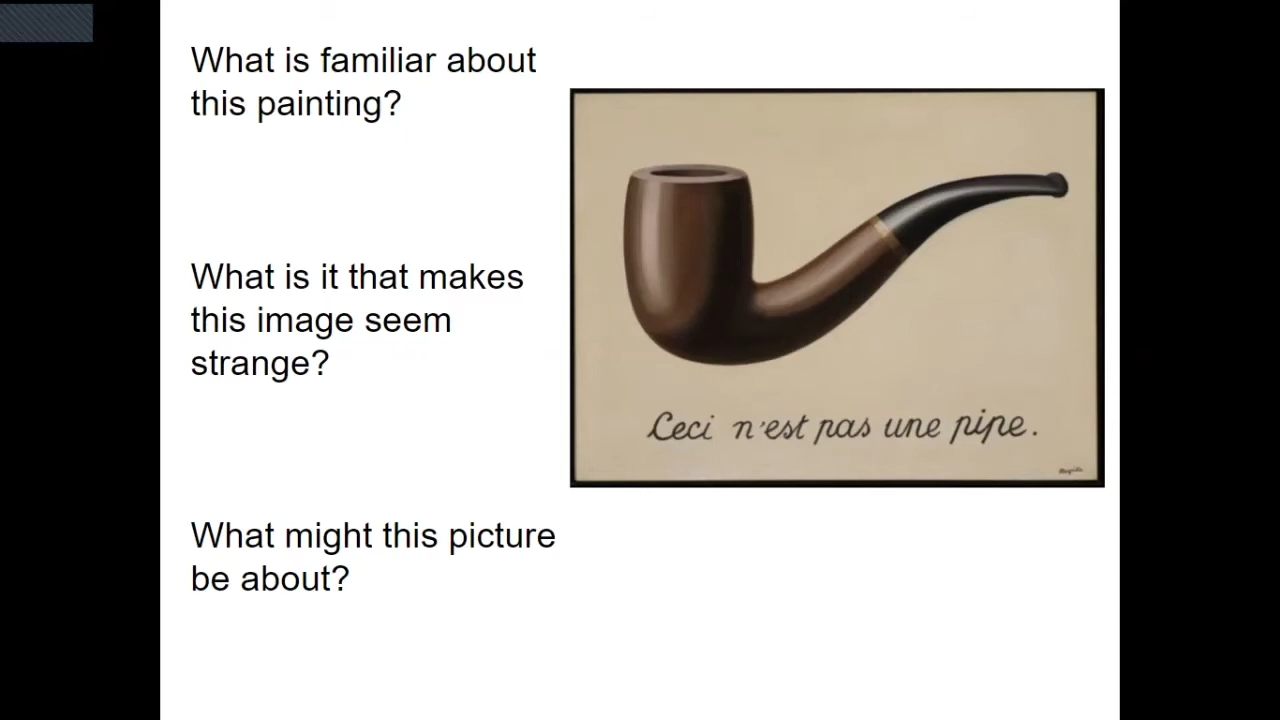 What is familiar about
this painting?
What is it that makes
this image seem
strange?
Ceci n'est pas une pipe.
Magritte
What might this picture
be about?